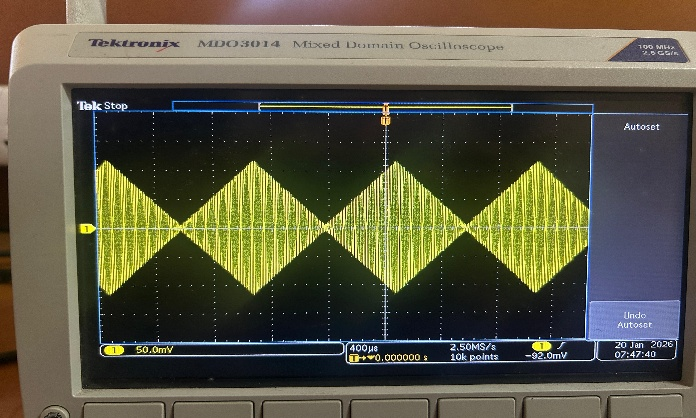 Tektronix MDO3014 Mixed Domain Oscilloscope
100 MHz
2.5 GS/s
Tek Stop
T
T
Autoset
1
Undo
Autoset
1 50.0mV
400μs 2.50MS/s 1
T→▼0.000000 s 10k points -92.0mV
20 Jan 2026
07:47:40